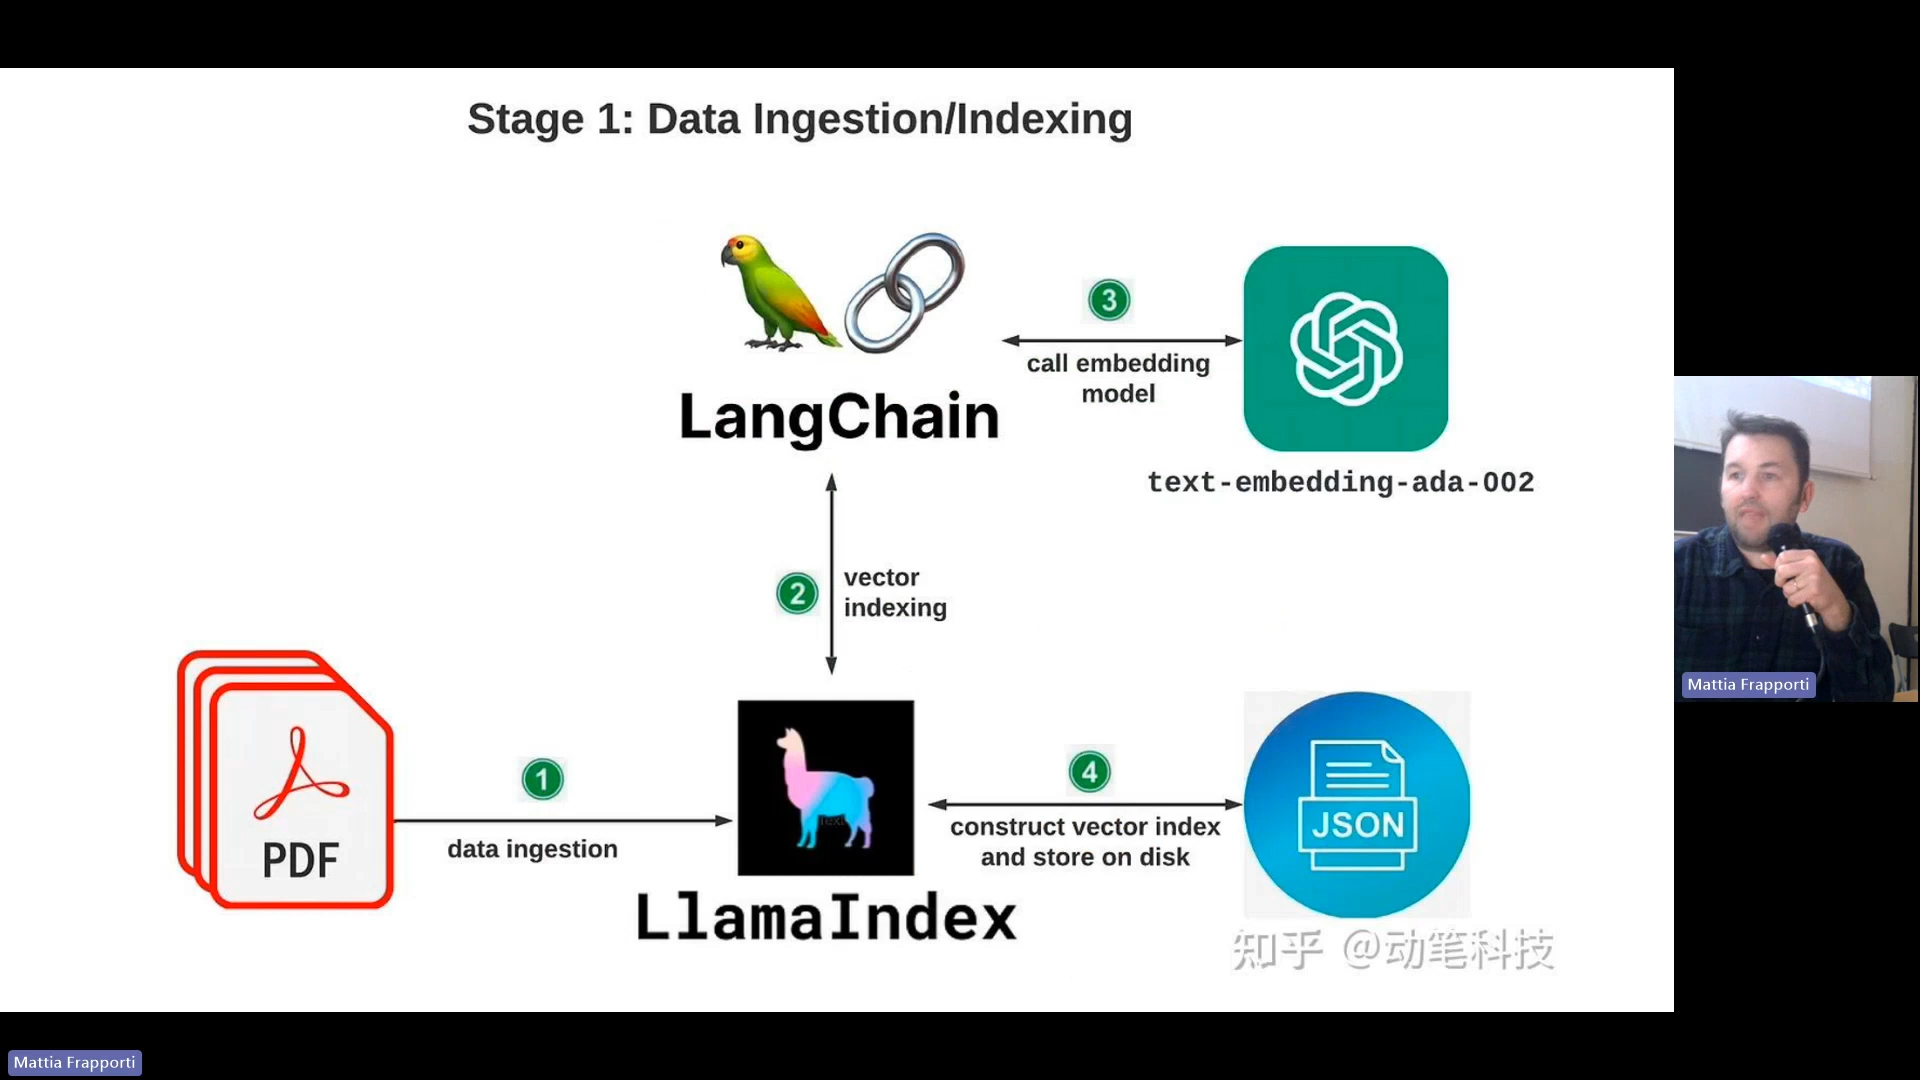 Stage 1: Data Ingestion/Indexing
3
call embedding
model
LangChain
text-embedding-ada-002
2
vector
indexing
PDF
1
data ingestion
LlamaIndex
4
construct vector index
and store on disk
JSON
知乎 @动笔科技
Mattia Frapporti
Mattia Frapporti